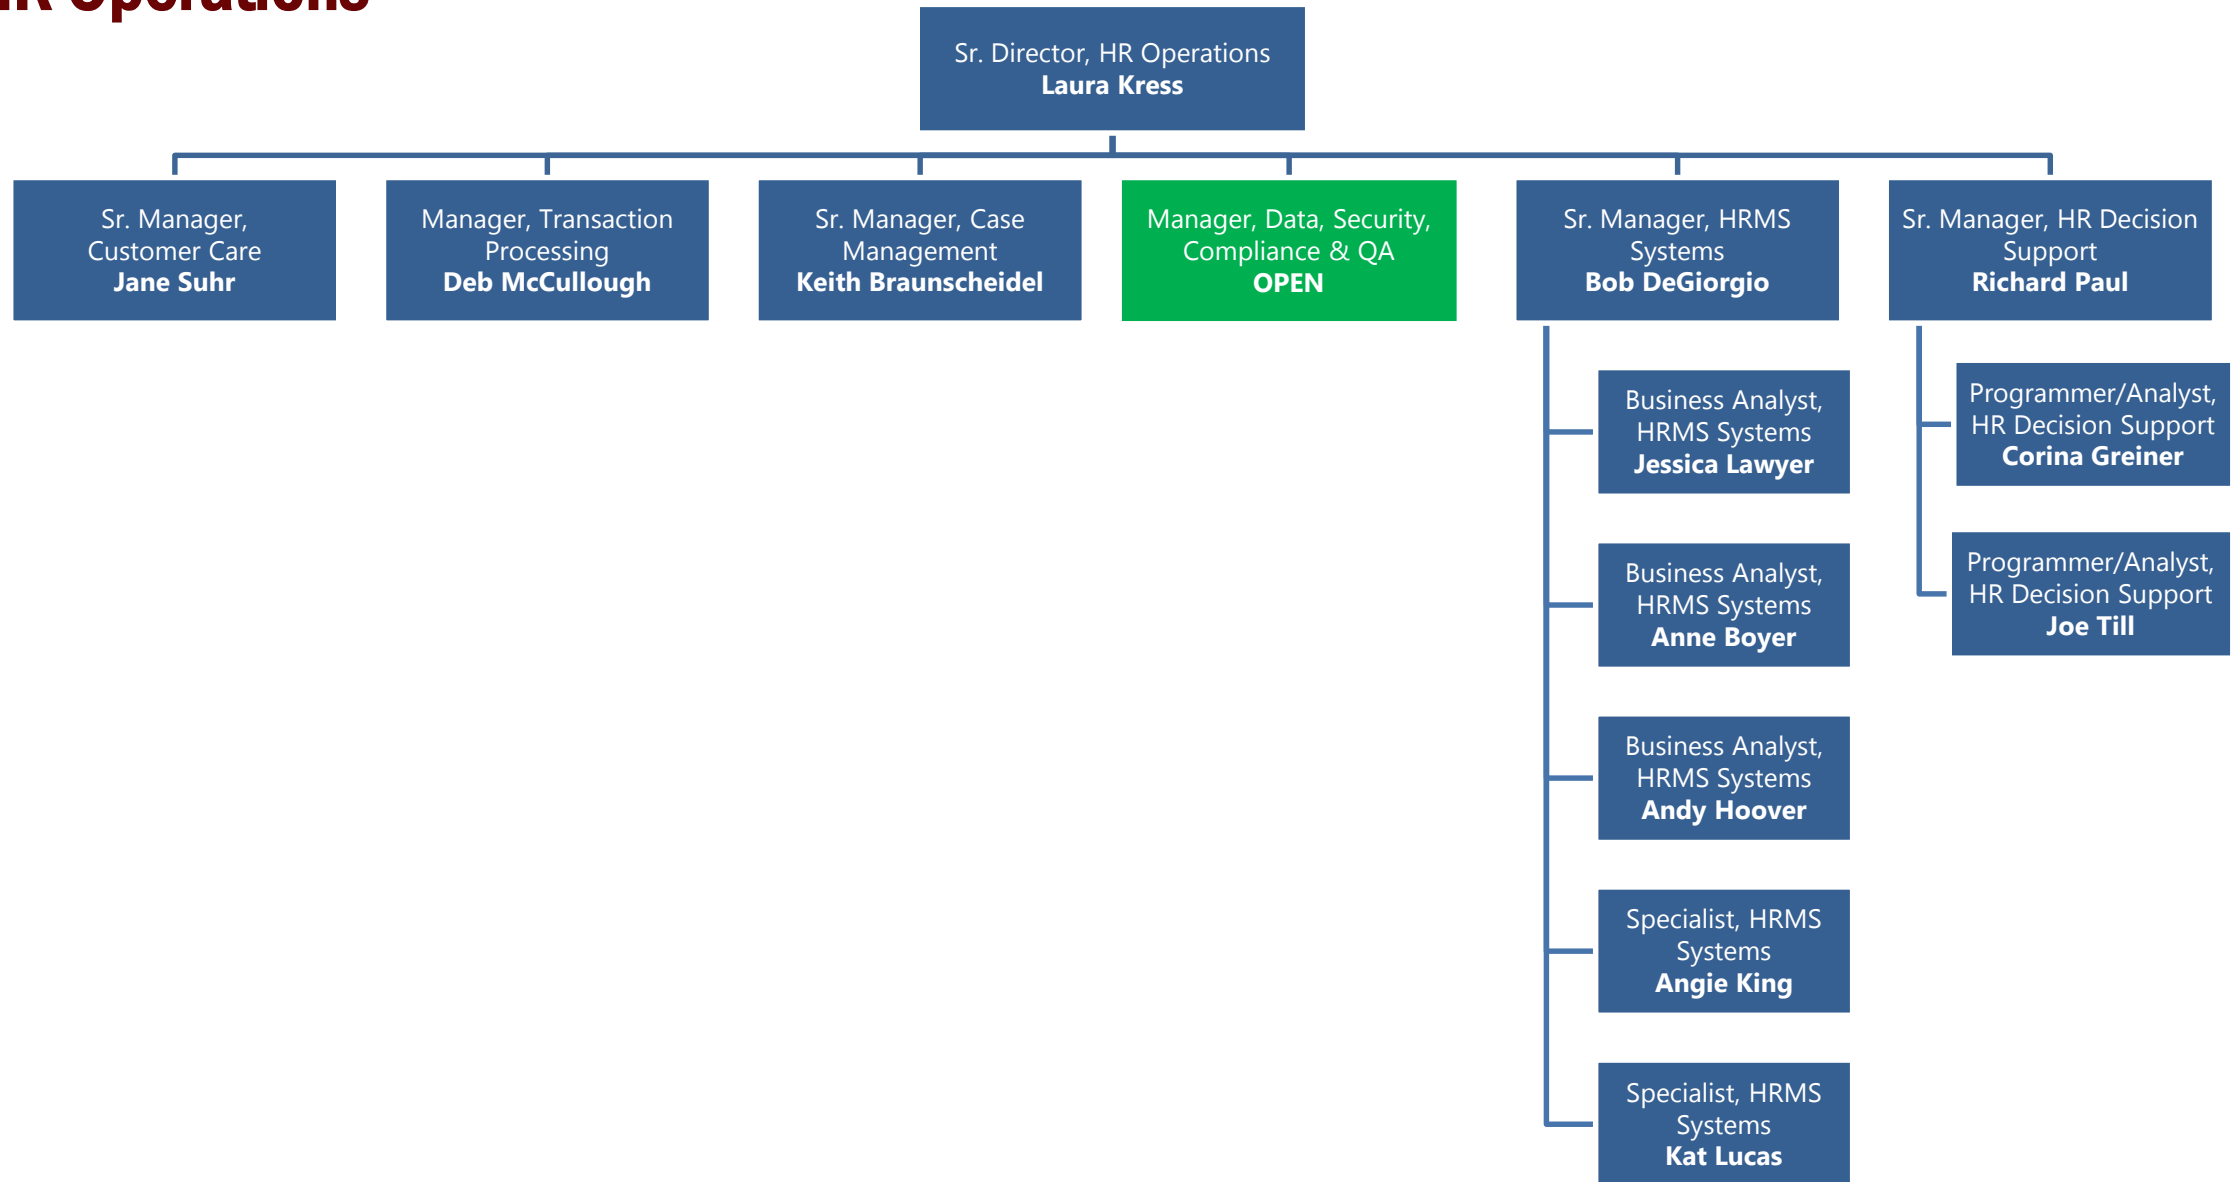 HR Operations
Sr. Director, HR Operations
Laura Kress
Sr. Manager,
Customer Care
Jane Suhr
Manager, Transaction
Processing
Deb McCullough
Sr. Manager, Case
Management
Keith Braunscheidel
Manager, Data, Security,
Compliance & QA
OPEN
Sr. Manager, HRMS
Systems
Bob DeGiorgio
Sr. Manager, HR Decision
Support
Richard Paul
Business Analyst,
HRMS Systems
Jessica Lawyer
Business Analyst,
HRMS Systems
Anne Boyer
Business Analyst,
HRMS Systems
Andy Hoover
Specialist, HRMS
Systems
Angie King
Specialist, HRMS
Systems
Kat Lucas
Programmer/Analyst,
HR Decision Support
Corina Greiner
Programmer/Analyst,
HR Decision Support
Joe Till